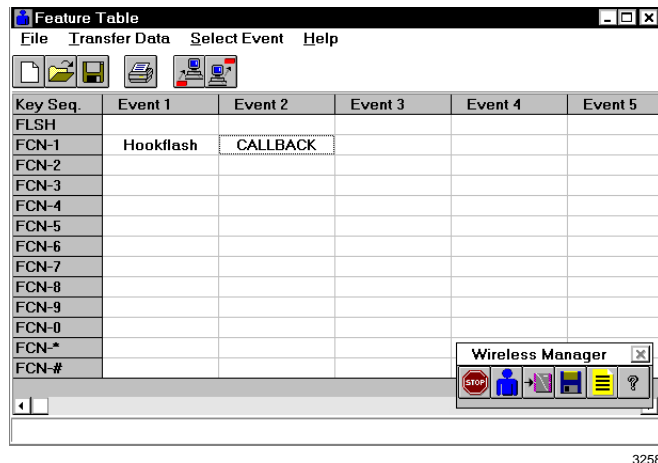 Feature Table
File Transfer Data Select Event Help
Key Seq. Event 1 Event 2 Event 3 Event 4 Event 5
FLSH
FCN-1 Hookflash CALLBACK
FCN-2
FCN-3
FCN-4
FCN-5
FCN-6
FCN-7
FCN-8
FCN-9
FCN-0
FCN-*
FCN-#
Wireless Manager
STOP
?
3258